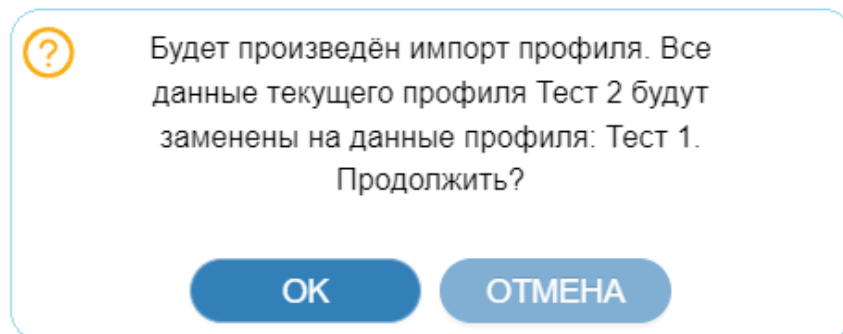 Будет произведён импорт профиля. Все
данные текущего профиля Тест 2 будут
заменены на данные профиля: Тест 1.
Продолжить?
ОК ОТМЕНА